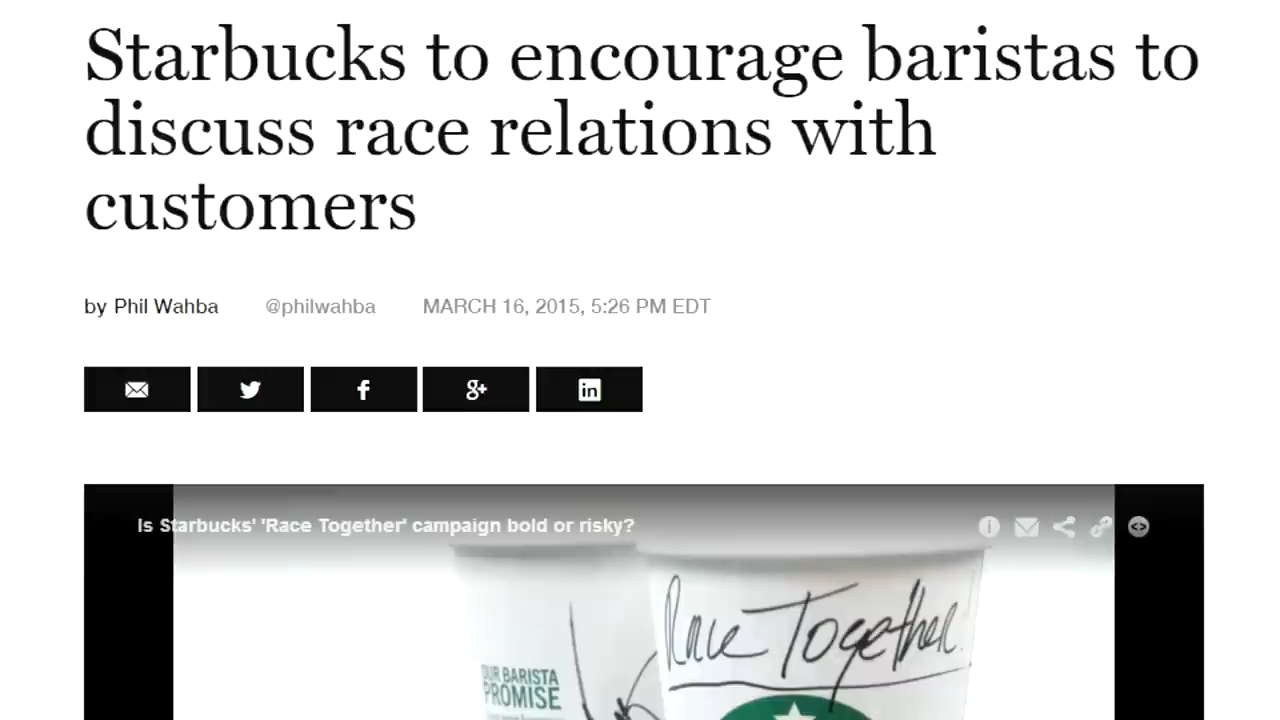 Starbucks to encourage baristas to
discuss race relations with
customers
by Phil Wahba @philwahba MARCH 16, 2015, 5:26 PM EDT
Is Starbucks' 'Race Together' campaign bold or risky?
Race Together!
OUR BARISTA
PROMISE